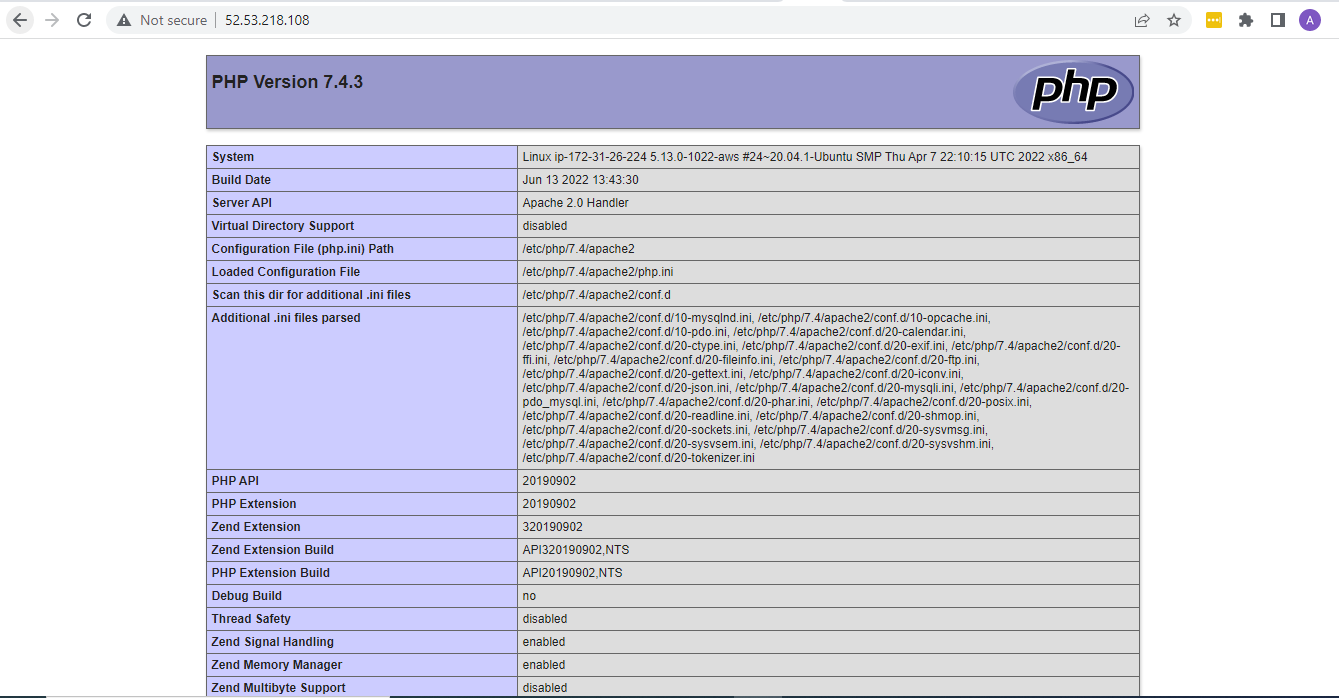 Not secure 52.53.218.108 A
PHP Version 7.4.3 php
System Linux ip-172-31-26-224 5.13.0-1022-aws #24~20.04.1-Ubuntu SMP Thu Apr 7 22:10:15 UTC 2022 x86_64
Build Date Jun 13 2022 13:43:30
Server API Apache 2.0 Handler
Virtual Directory Support disabled
Configuration File (php.ini) Path /etc/php/7.4/apache2
Loaded Configuration File /etc/php/7.4/apache2/php.ini
Scan this dir for additional .ini files /etc/php/7.4/apache2/conf.d
Additional .ini files parsed /etc/php/7.4/apache2/conf.d/10-mysqlnd.ini, /etc/php/7.4/apache2/conf.d/10-opcache.ini,
/etc/php/7.4/apache2/conf.d/10-pdo.ini, /etc/php/7.4/apache2/conf.d/20-calendar.ini,
/etc/php/7.4/apache2/conf.d/20-ctype.ini, /etc/php/7.4/apache2/conf.d/20-exif.ini, /etc/php/7.4/apache2/conf.d/20-
ffi.ini, /etc/php/7.4/apache2/conf.d/20-fileinfo.ini, /etc/php/7.4/apache2/conf.d/20-ftp.ini,
/etc/php/7.4/apache2/conf.d/20-gettext.ini, /etc/php/7.4/apache2/conf.d/20-iconv.ini,
/etc/php/7.4/apache2/conf.d/20-json.ini, /etc/php/7.4/apache2/conf.d/20-mysqli.ini, /etc/php/7.4/apache2/conf.d/20-
pdo_mysql.ini, /etc/php/7.4/apache2/conf.d/20-phar.ini, /etc/php/7.4/apache2/conf.d/20-posix.ini,
/etc/php/7.4/apache2/conf.d/20-readline.ini, /etc/php/7.4/apache2/conf.d/20-shmop.ini,
/etc/php/7.4/apache2/conf.d/20-sockets.ini, /etc/php/7.4/apache2/conf.d/20-sysvmsg.ini,
/etc/php/7.4/apache2/conf.d/20-sysvsem.ini, /etc/php/7.4/apache2/conf.d/20-sysvshm.ini,
/etc/php/7.4/apache2/conf.d/20-tokenizer.ini
PHP API 20190902
PHP Extension 20190902
Zend Extension 320190902
Zend Extension Build API320190902,NTS
PHP Extension Build API20190902,NTS
Debug Build no
Thread Safety disabled
Zend Signal Handling enabled
Zend Memory Manager enabled
Zend Multibyte Support disabled